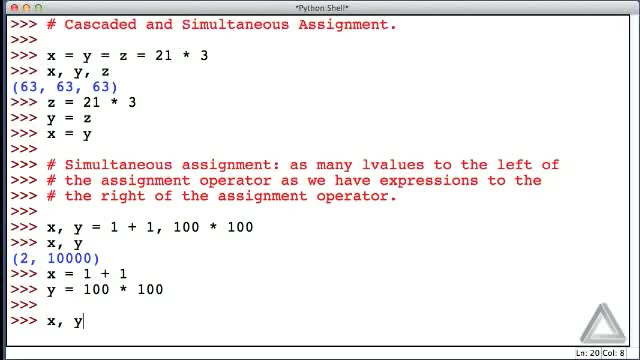 *Python Shell*
>>> # Cascaded and Simultaneous Assignment.
>>>
>>> x = y = z = 21 * 3
>>> x, y, z
(63, 63, 63)
>>> z = 21 * 3
>>> y = z
>>> x = y
>>>
>>> # Simultaneous assignment: as many lvalues to the left of
>>> # the assignment operator as we have expressions to the
>>> # the right of the assignment operator.
>>>
>>> x, y = 1 + 1, 100 * 100
>>> x, y
(2, 10000)
>>> x = 1 + 1
>>> y = 100 * 100
>>>
>>> x, y
Ln: 20 Col: 8